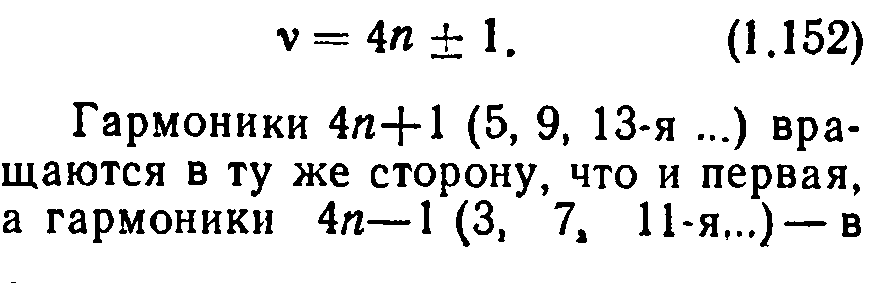 ν = 4n ± 1. (1.152)
Гармоники 4n+1 (5, 9, 13-я ...) вра-
щаются в ту же сторону, что и первая,
а гармоники 4n—1 (3, 7, 11-я,..) — в